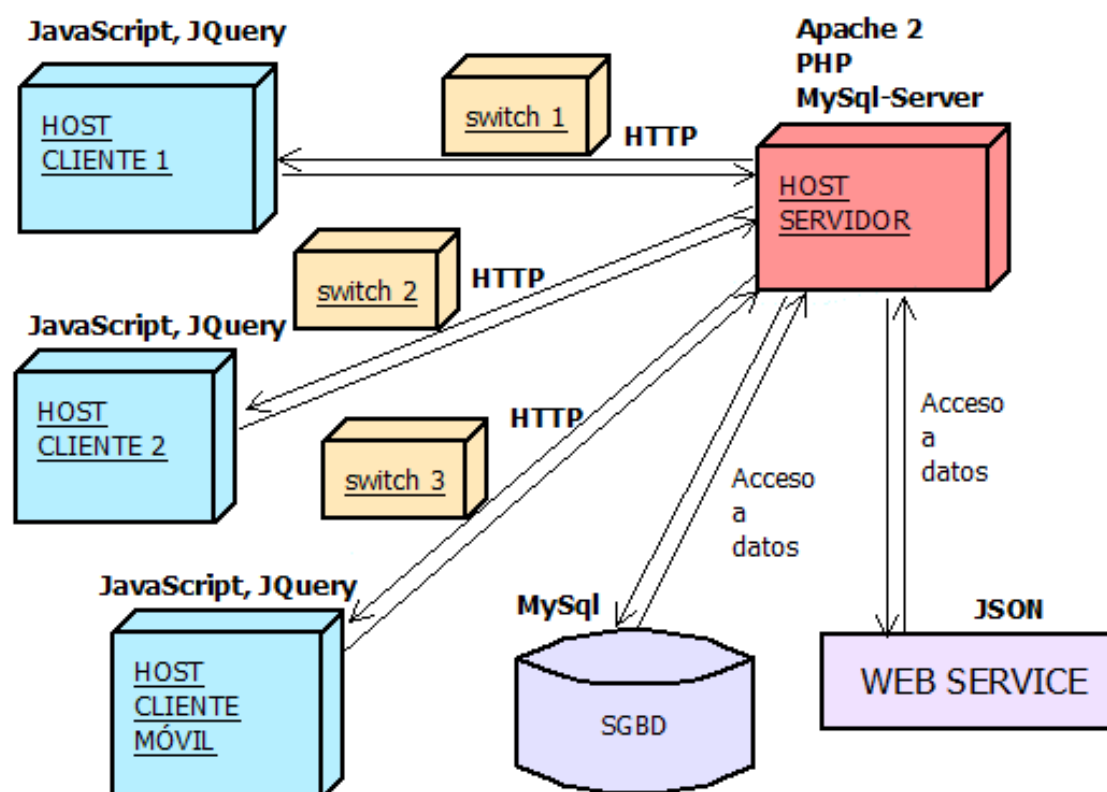 JavaScript, JQuery
HOST
CLIENTE 1
switch 1
HTTP
Apache 2
PHP
MySql-Server
HOST
SERVIDOR
switch 2
HTTP
JavaScript, JQuery
HOST
CLIENTE 2
switch 3
HTTP
Acceso
a
datos
Acceso
a
datos
JavaScript, JQuery
HOST
CLIENTE
MÓVIL
MySql
SGBD
JSON
WEB SERVICE